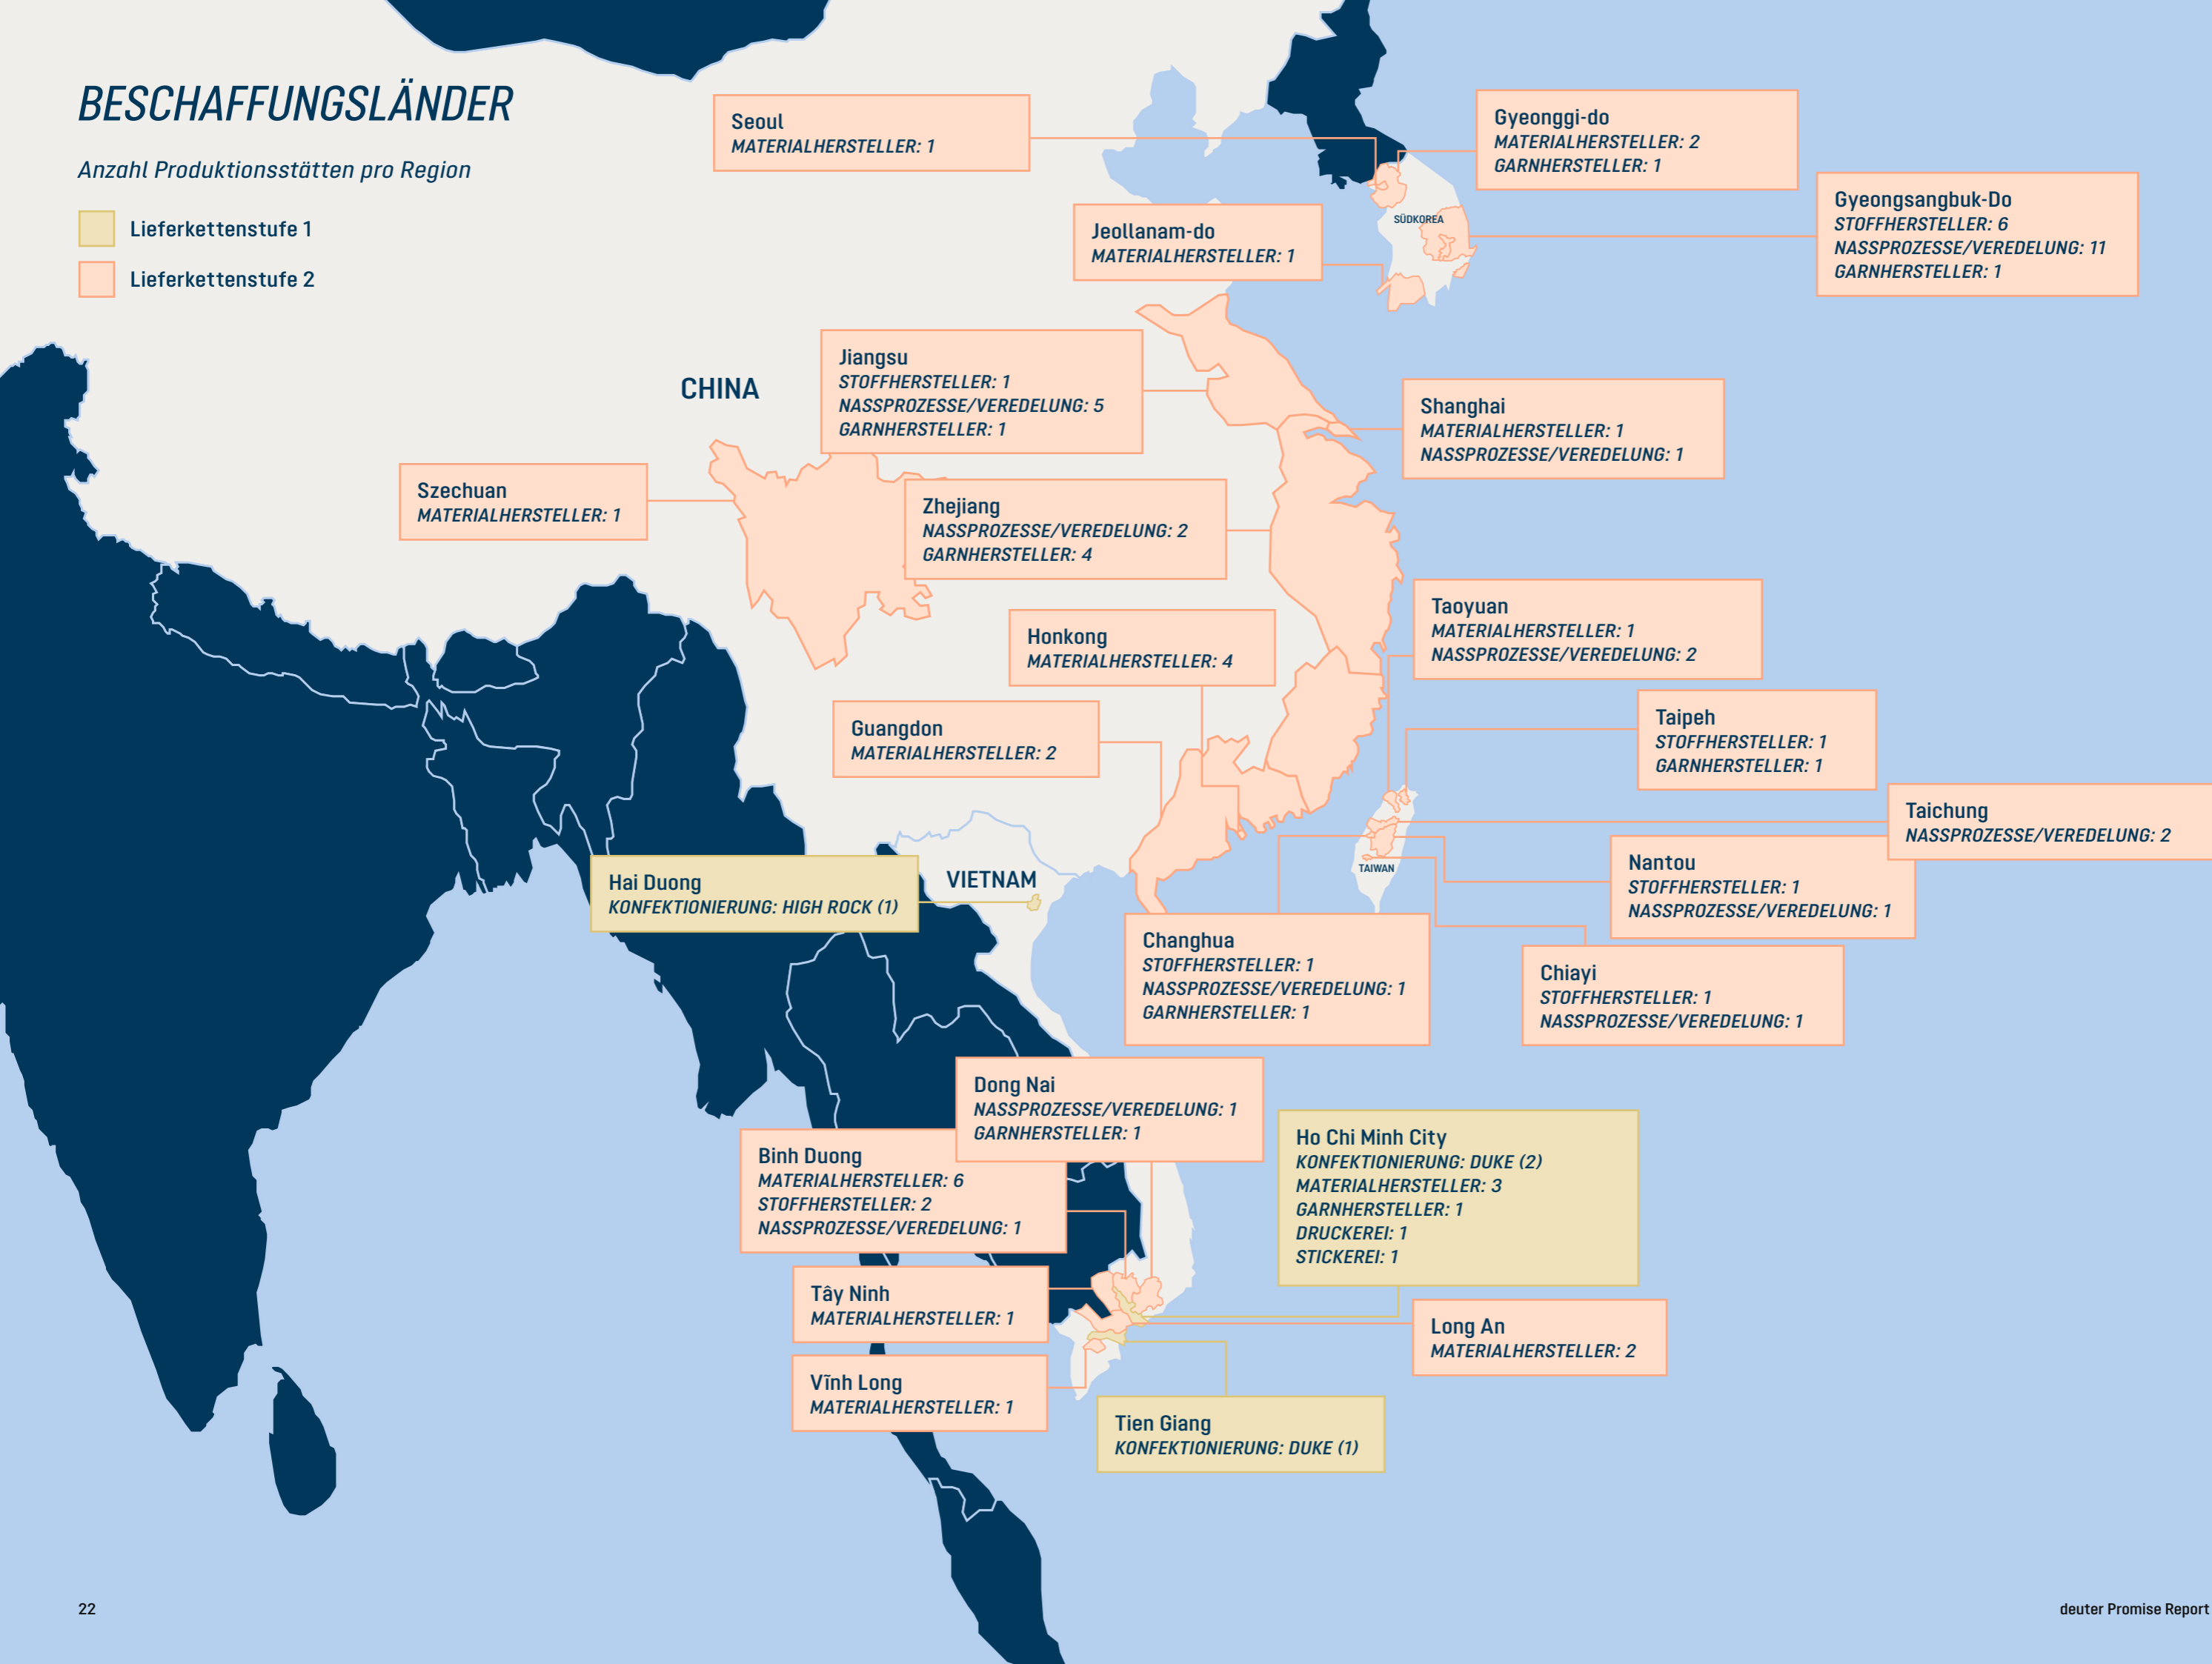 BESCHAFFUNGSLÄNDER
Anzahl Produktionsstätten pro Region
Lieferkettenstufe 1
Lieferkettenstufe 2
Seoul
MATERIALHERSTELLER: 1
Gyeonggi-do
MATERIALHERSTELLER: 2
GARNHERSTELLER: 1
Gyeongsangbuk-Do
STOFFHERSTELLER: 6
NASSPROZESSE/VEREDELUNG: 11
GARNHERSTELLER: 1
SÜDKOREA
Jeollanam-do
MATERIALHERSTELLER: 1
CHINA
Jiangsu
STOFFHERSTELLER: 1
NASSPROZESSE/VEREDELUNG: 5
GARNHERSTELLER: 1
Shanghai
MATERIALHERSTELLER: 1
NASSPROZESSE/VEREDELUNG: 1
Szechuan
MATERIALHERSTELLER: 1
Zhejiang
NASSPROZESSE/VEREDELUNG: 2
GARNHERSTELLER: 4
Taoyuan
MATERIALHERSTELLER: 1
NASSPROZESSE/VEREDELUNG: 2
Honkong
MATERIALHERSTELLER: 4
Guangdon
MATERIALHERSTELLER: 2
Taipeh
STOFFHERSTELLER: 1
GARNHERSTELLER: 1
Taichung
NASSPROZESSE/VEREDELUNG: 2
Nantou
STOFFHERSTELLER: 1
NASSPROZESSE/VEREDELUNG: 1
TAIWAN
Hai Duong
KONFEKTIONIERUNG: HIGH ROCK (1)
VIETNAM
Changhua
STOFFHERSTELLER: 1
NASSPROZESSE/VEREDELUNG: 1
GARNHERSTELLER: 1
Chiayi
STOFFHERSTELLER: 1
NASSPROZESSE/VEREDELUNG: 1
Dong Nai
NASSPROZESSE/VEREDELUNG: 1
GARNHERSTELLER: 1
Binh Duong
MATERIALHERSTELLER: 6
STOFFHERSTELLER: 2
NASSPROZESSE/VEREDELUNG: 1
Ho Chi Minh City
KONFEKTIONIERUNG: DUKE (2)
MATERIALHERSTELLER: 3
GARNHERSTELLER: 1
DRUCKEREI: 1
STICKEREI: 1
Tây Ninh
MATERIALHERSTELLER: 1
Long An
MATERIALHERSTELLER: 2
Vĩnh Long
MATERIALHERSTELLER: 1
Tien Giang
KONFEKTIONIERUNG: DUKE (1)
22
deuter Promise Report